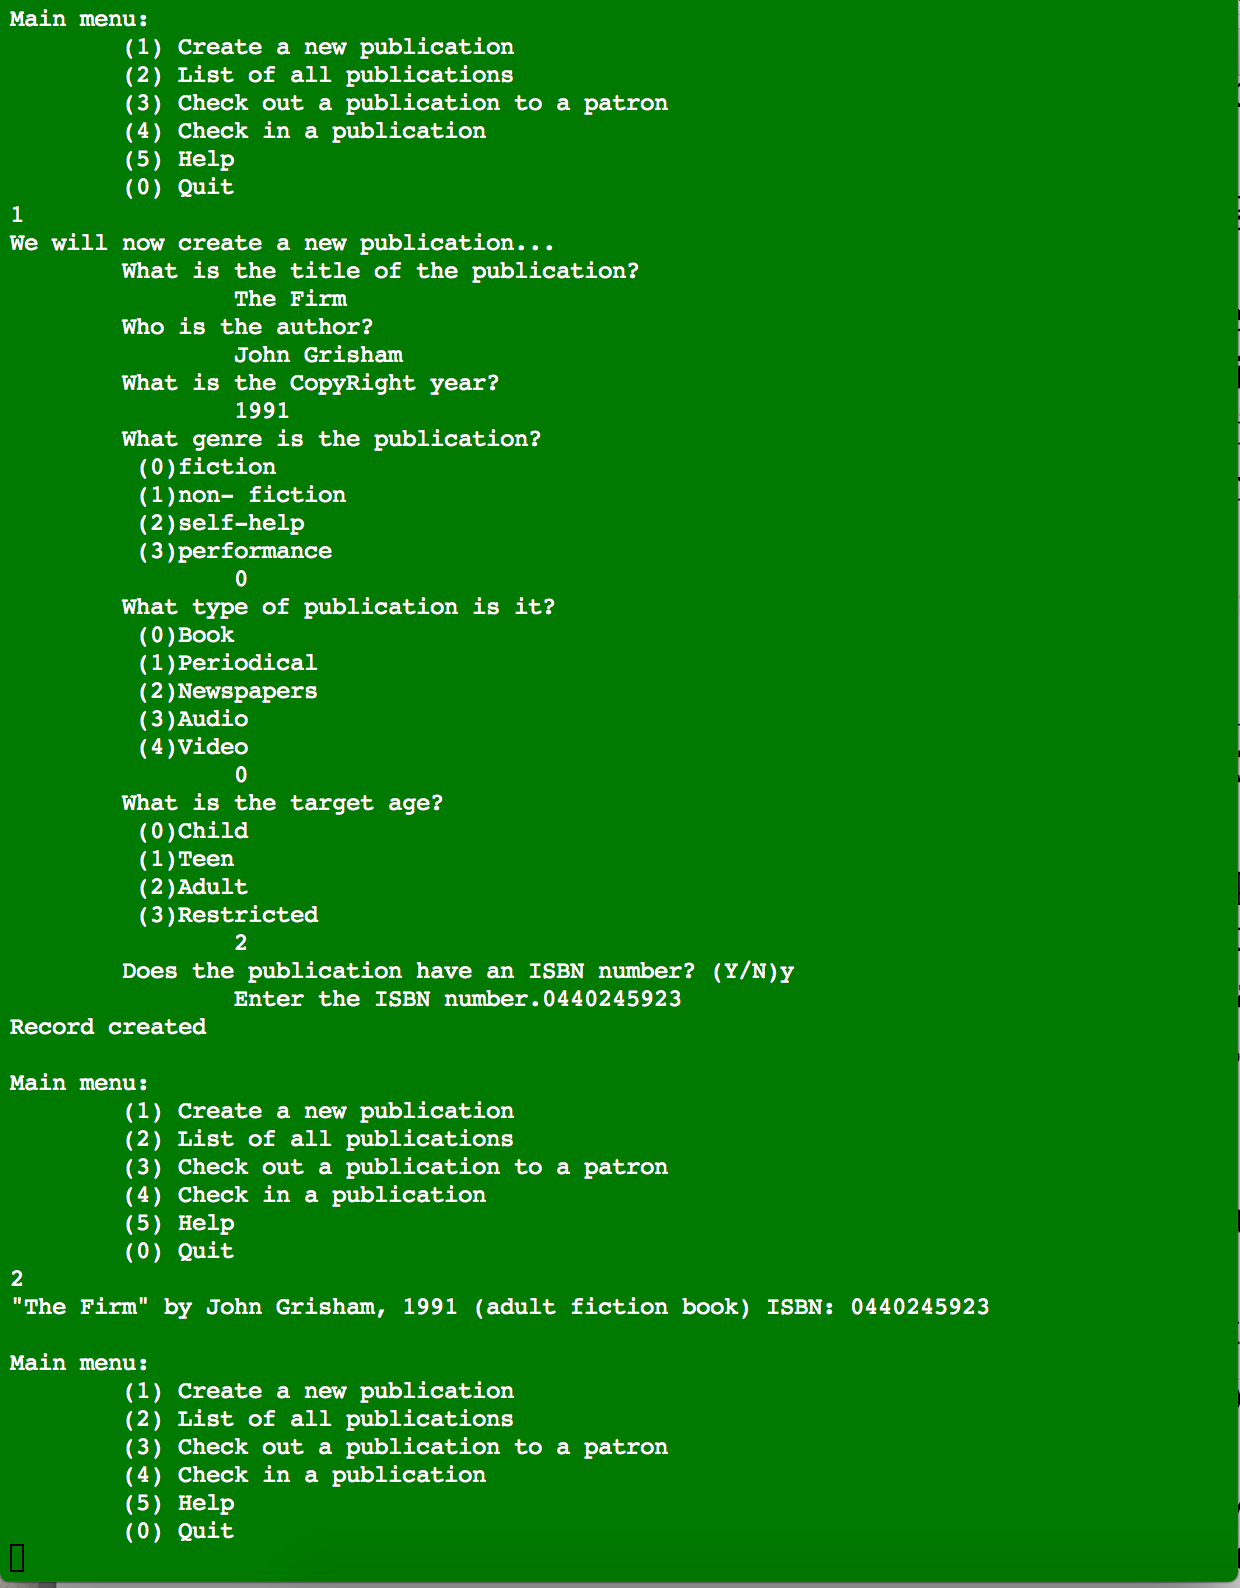 Main menu:
(1) Create a new publication
(2) List of all publications
(3) Check out a publication to a patron
(4) Check in a publication
(5) Help
(0) Quit
1
We will now create a new publication...
What is the title of the publication?
The Firm
Who is the author?
John Grisham
What is the CopyRight year?
1991
What genre is the publication?
(0)fiction
(1)non- fiction
(2)self-help
(3)performance
0
What type of publication is it?
(0)Book
(1)Periodical
(2)Newspapers
(3)Audio
(4)Video
0
What is the target age?
(0)Child
(1)Teen
(2)Adult
(3)Restricted
2
Does the publication have an ISBN number? (Y/N)y
Enter the ISBN number.0440245923
Record created
Main menu:
(1) Create a new publication
(2) List of all publications
(3) Check out a publication to a patron
(4) Check in a publication
(5) Help
(0) Quit
2
"The Firm" by John Grisham, 1991 (adult fiction book) ISBN: 0440245923
Main menu:
(1) Create a new publication
(2) List of all publications
(3) Check out a publication to a patron
(4) Check in a publication
(5) Help
(0) Quit